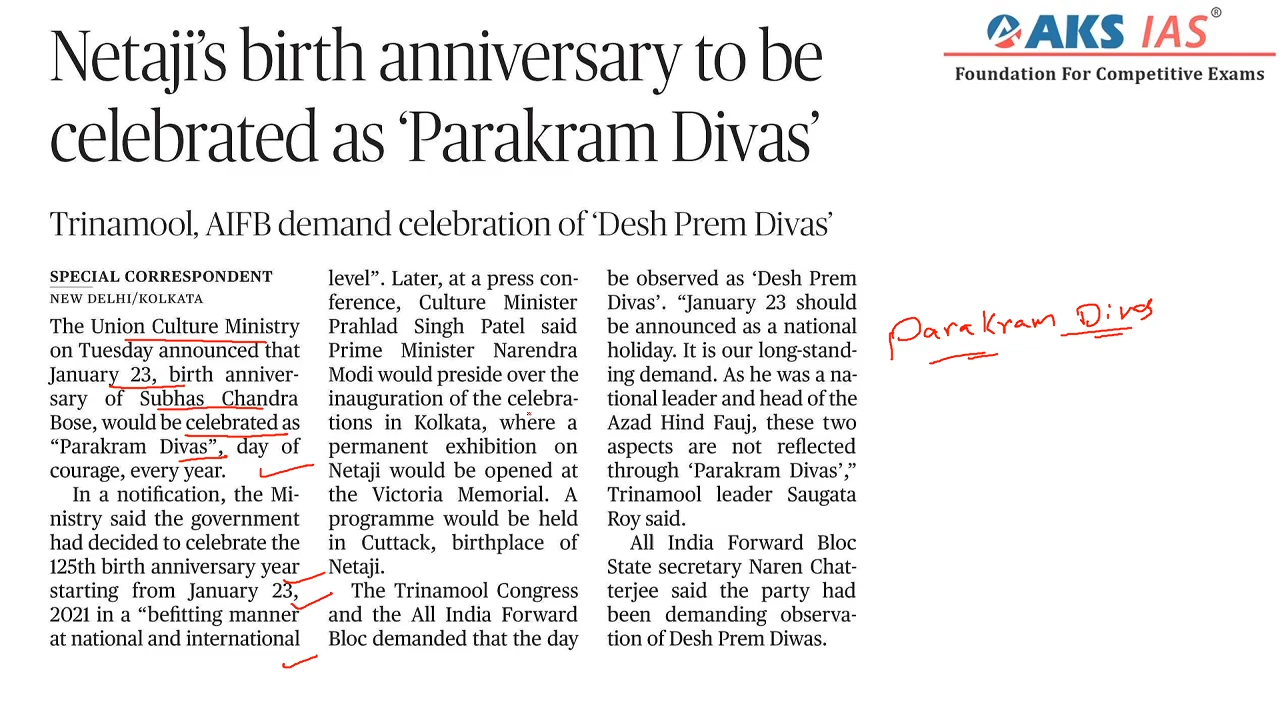 Netaji's birth anniversary to be
celebrated as 'Parakram Divas'
AKS IAS®
Foundation For Competitive Exams
Trinamool, AIFB demand celebration of 'Desh Prem Divas'
SPECIAL CORRESPONDENT
NEW DELHI/KOLKATA
The Union Culture Ministry
on Tuesday announced that
January 23, birth anniver-
sary of Subhas Chandra
Bose, would be celebrated as
"Parakram Divas", day of
courage, every year.
In a notification, the Mi-
nistry said the government
had decided to celebrate the
125th birth anniversary year
starting from January 23,
2021 in a "befitting manner
at national and international
level". Later, at a press con-
ference, Culture Minister
Prahlad Singh Patel said
Prime Minister Narendra
Modi would preside over the
inauguration of the celebra-
tions in Kolkata, where a
permanent exhibition on
Netaji would be opened at
the Victoria Memorial. A
programme would be held
in Cuttack, birthplace of
Netaji.
The Trinamool Congress
and the All India Forward
Bloc demanded that the day
be observed as 'Desh Prem
Divas'. "January 23 should
be announced as a national
holiday. It is our long-stand-
ing demand. As he was a na-
tional leader and head of the
Azad Hind Fauj, these two
aspects are not reflected
through 'Parakram Divas',"
Trinamool leader Saugata
Roy said.
All India Forward Bloc
State secretary Naren Chat-
terjee said the party had
been demanding observa-
tion of Desh Prem Diwas.
Parakram Divas